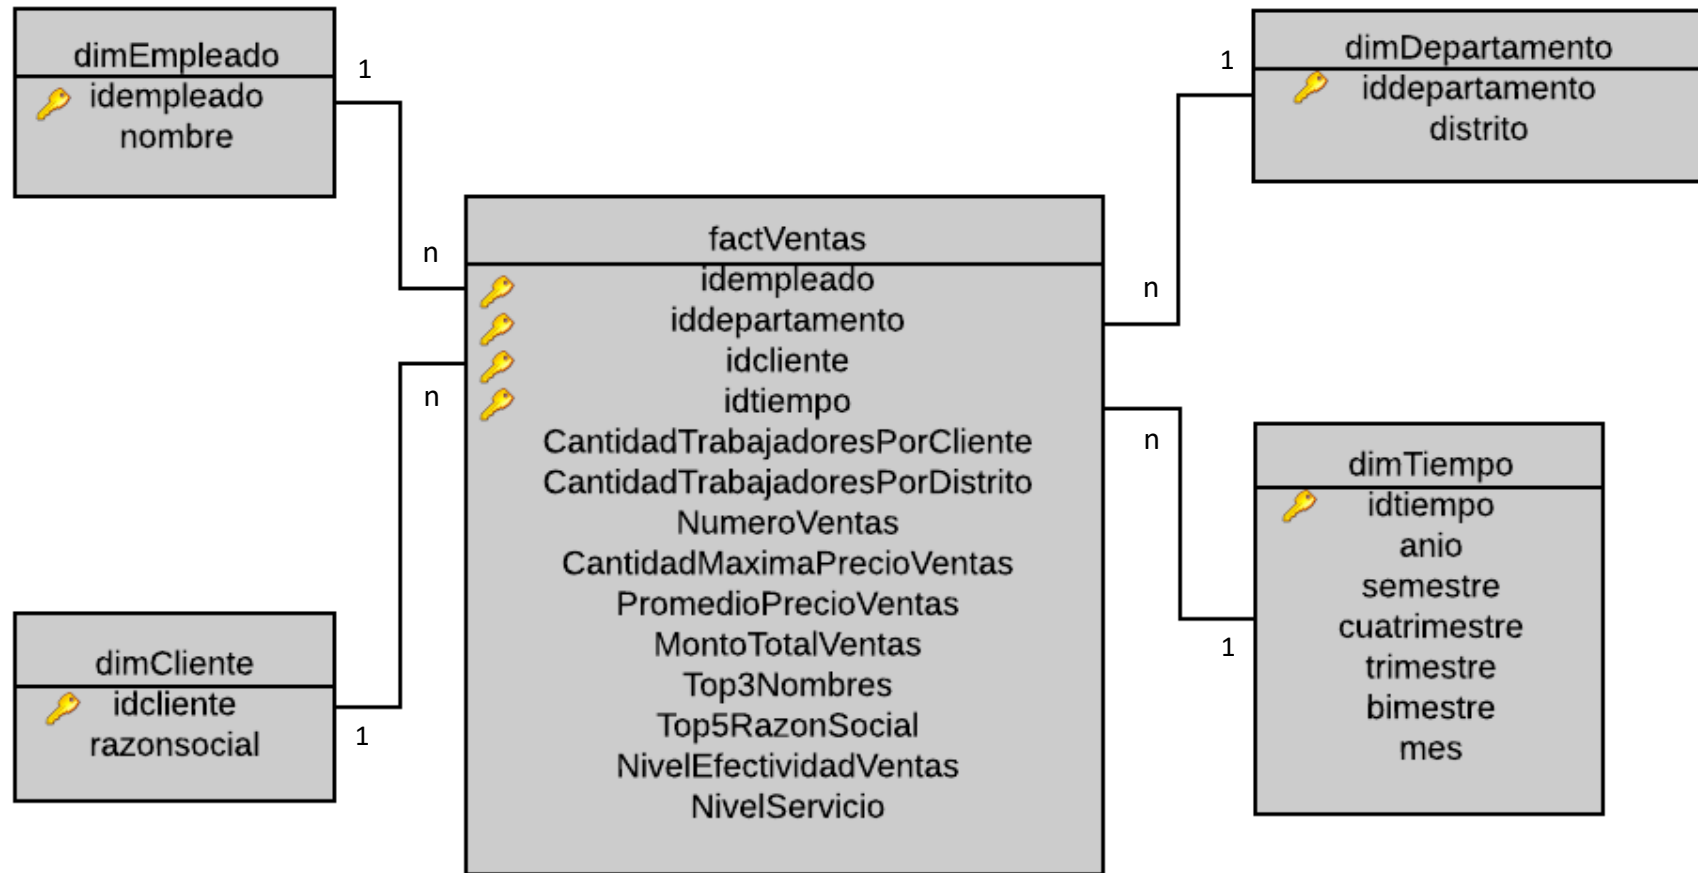 dimEmpleado
idempleado
nombre
1
n
dimDepartamento
iddepartamento
distrito
1
n
factVentas
idempleado
iddepartamento
idcliente
idtiempo
CantidadTrabajadoresPorCliente
CantidadTrabajadoresPorDistrito
NumeroVentas
CantidadMaximaPrecioVentas
PromedioPrecioVentas
MontoTotalVentas
Top3Nombres
Top5RazonSocial
NivelEfectividadVentas
NivelServicio
n
1
dimCliente
idcliente
razonsocial
n
1
dimTiempo
idtiempo
anio
semestre
cuatrimestre
trimestre
bimestre
mes